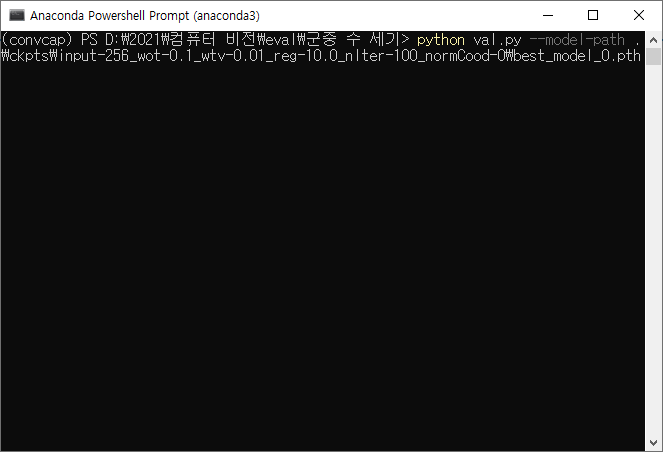 Anaconda Powershell Prompt (anaconda3)
(convcap) PS D:₩2021₩컴퓨터 비전₩eval₩군중 수 세기> python val.py --model-path .
₩ckpts₩input-256_wot-0.1_wtv-0.01_reg-10.0_nIter-100_normCood-0₩best_model_0.pth